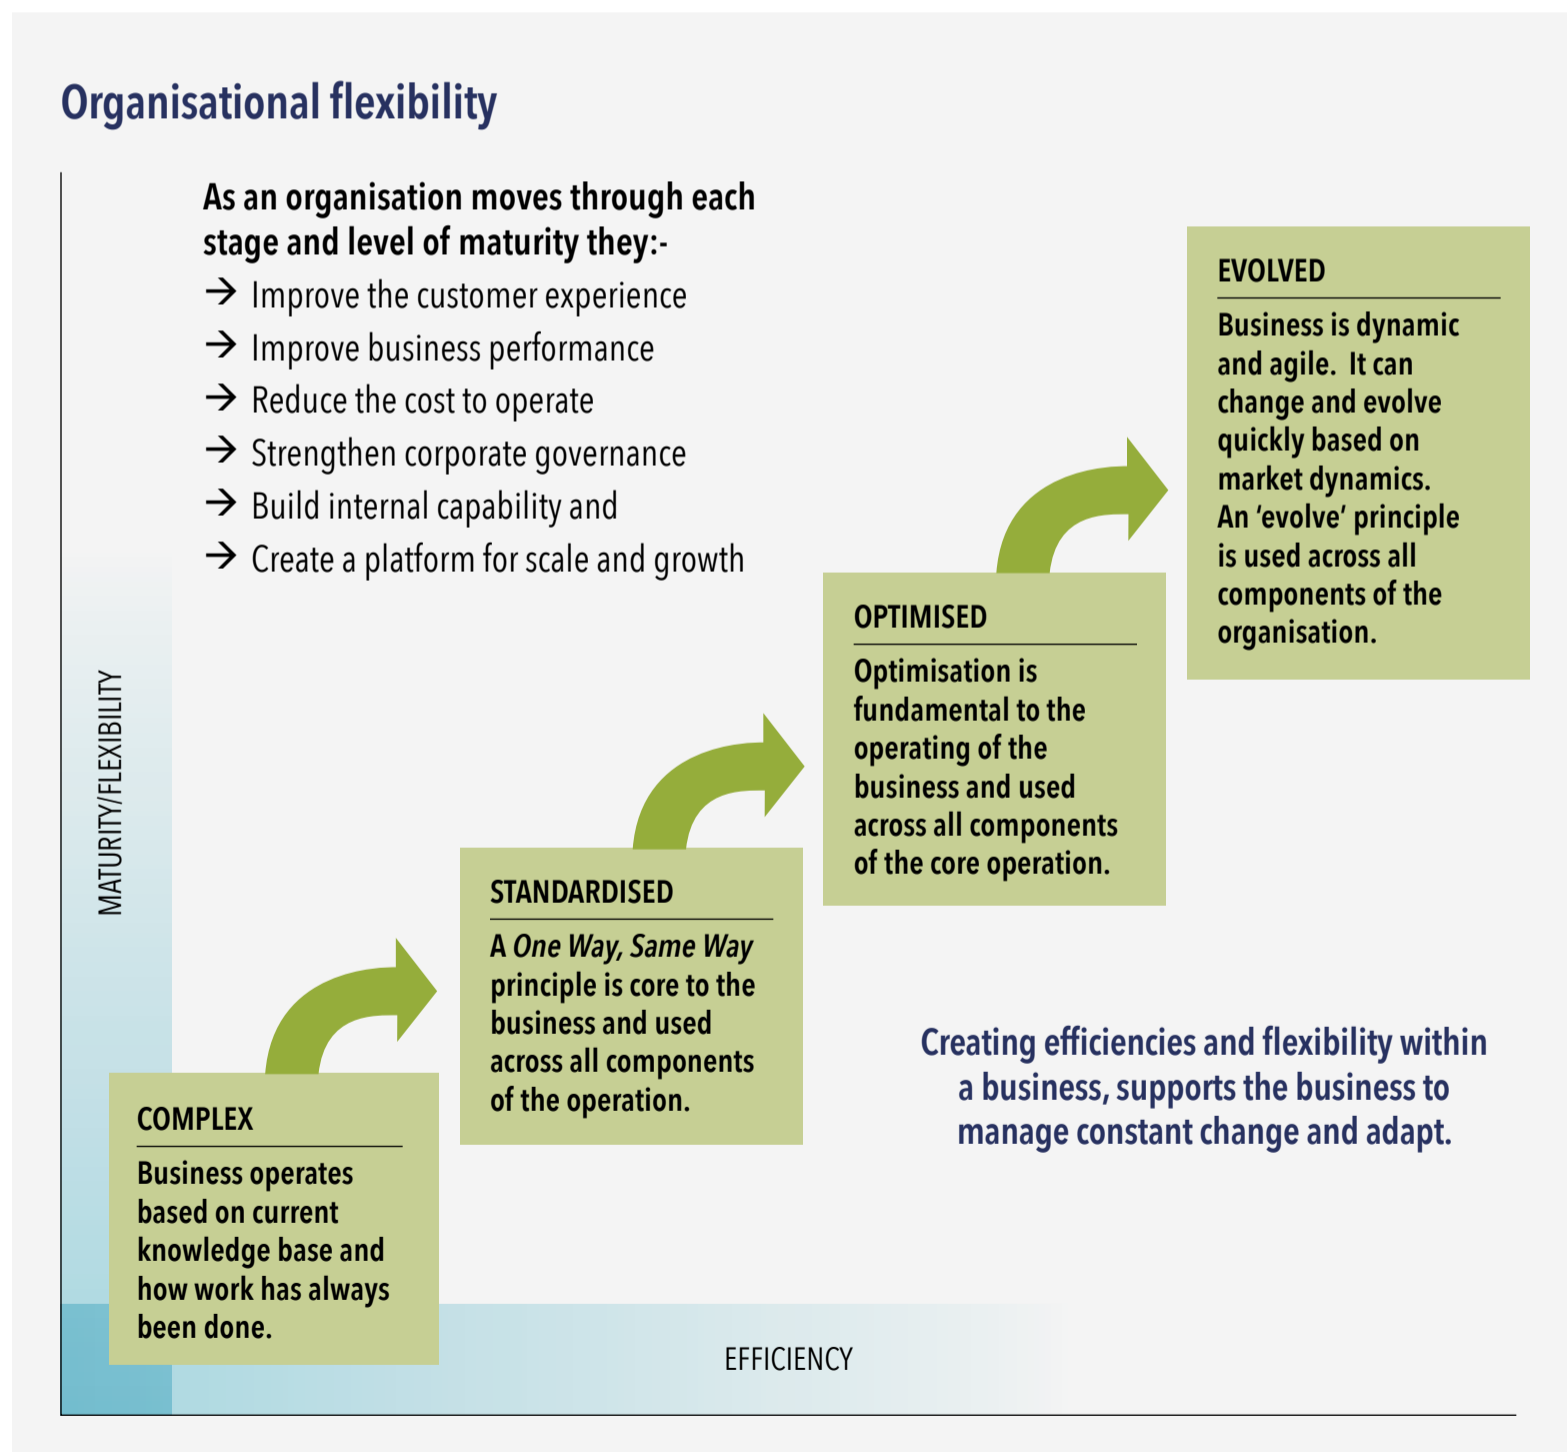 Organisational flexibility
As an organisation moves through each
stage and level of maturity they:-
→ Improve the customer experience
→ Improve business performance
→ Reduce the cost to operate
→ Strengthen corporate governance
→ Build internal capability and
→ Create a platform for scale and growth
MATURITY/FLEXIBILITY
COMPLEX
Business operates
based on current
knowledge base and
how work has always
been done.
STANDARDISED
A One Way, Same Way
principle is core to the
business and used
across all components
of the operation.
OPTIMISED
Optimisation is
fundamental to the
operating of the
business and used
across all components
of the core operation.
EVOLVED
Business is dynamic
and agile.  It can
change and evolve
quickly based on
market dynamics.
An ‘evolve’ principle
is used across all
components of the
organisation.
Creating efficiencies and flexibility within
a business, supports the business to
manage constant change and adapt.
EFFICIENCY